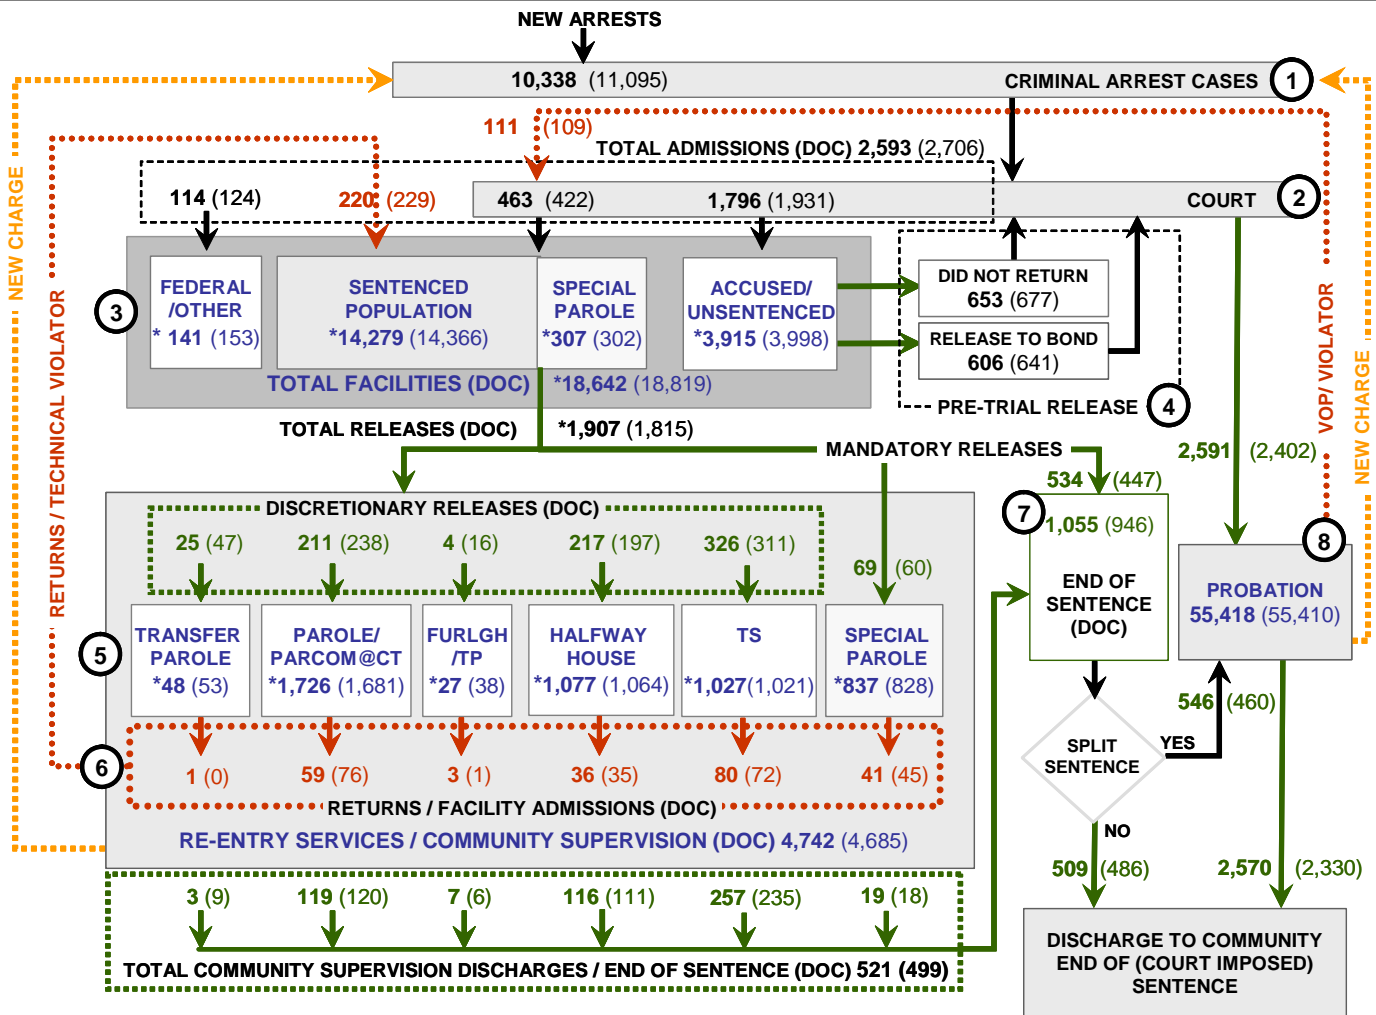 NEW ARRESTS
10,338 (11,095)
CRIMINAL ARREST CASES
1
111 (109)
TOTAL ADMISSIONS (DOC) 2,593 (2,706)
114 (124)
220 (229)
463 (422)
1,796 (1,931)
COURT
2
NEW CHARGE
RETURNS / TECHNICAL VIOLATOR
3
FEDERAL
/OTHER
* 141 (153)
SENTENCED
POPULATION
*14,279 (14,366)
SPECIAL
PAROLE
*307 (302)
ACCUSED/
UNSENTENCED
*3,915 (3,998)
TOTAL FACILITIES (DOC) *18,642 (18,819)
DID NOT RETURN
653 (677)
RELEASE TO BOND
606 (641)
PRE-TRIAL RELEASE
4
VOP/ VIOLATOR
NEW CHARGE
TOTAL RELEASES (DOC) *1,907 (1,815)
MANDATORY RELEASES
2,591 (2,402)
534 (447)
DISCRETIONARY RELEASES (DOC)
25 (47)
211 (238)
4 (16)
217 (197)
326 (311)
69 (60)
7
1,055 (946)
END OF
SENTENCE
(DOC)
8
PROBATION
55,418 (55,410)
5
TRANSFER
PAROLE
*48 (53)
PAROLE/
PARCOM@CT
*1,726 (1,681)
FURLGH
/TP
*27 (38)
HALFWAY
HOUSE
*1,077 (1,064)
TS
*1,027(1,021)
SPECIAL
PAROLE
*837 (828)
546 (460)
SPLIT
SENTENCE
YES
NO
6
1 (0)
59 (76)
3 (1)
36 (35)
80 (72)
41 (45)
RETURNS / FACILITY ADMISSIONS (DOC)
RE-ENTRY SERVICES / COMMUNITY SUPERVISION (DOC) 4,742 (4,685)
509 (486)
2,570 (2,330)
3 (9)
119 (120)
7 (6)
116 (111)
257 (235)
19 (18)
TOTAL COMMUNITY SUPERVISION DISCHARGES / END OF SENTENCE (DOC) 521 (499)
DISCHARGE TO COMMUNITY
END OF (COURT IMPOSED)
SENTENCE